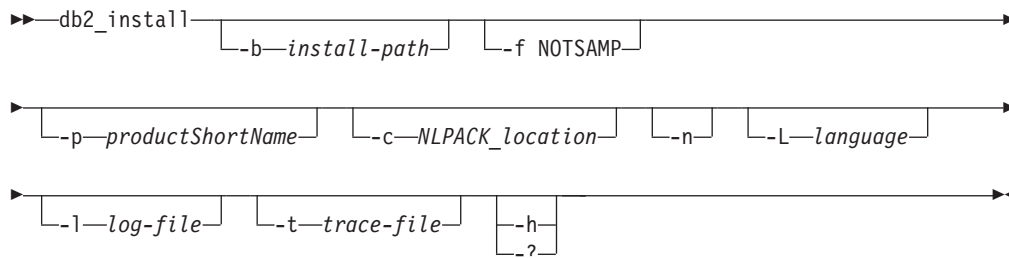 db2_install
-b install-path -f NOTSAMP
-p productShortName -c NLPACK_location -n -L language
-l log-file -t trace-file -h
-?